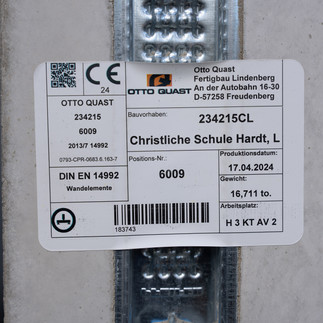 CE
24
OTTO QUAST
234215
6009
2013/7 14992
0793-CPR-0683.6.163-7
DIN EN 14992
Wandelemente
OTTO QUAST
Otto Quast
Fertigbau Lindenberg
An der Autobahn 16-30
D-57258 Freudenberg
Bauvorhaben:
234215CL
Christliche Schule Hardt, L
Positions-Nr.:
6009
Produktionsdatum:
17.04.2024
Gewicht:
16,711 to.
Arbeitsplatz:
H 3 KT AV 2
183743